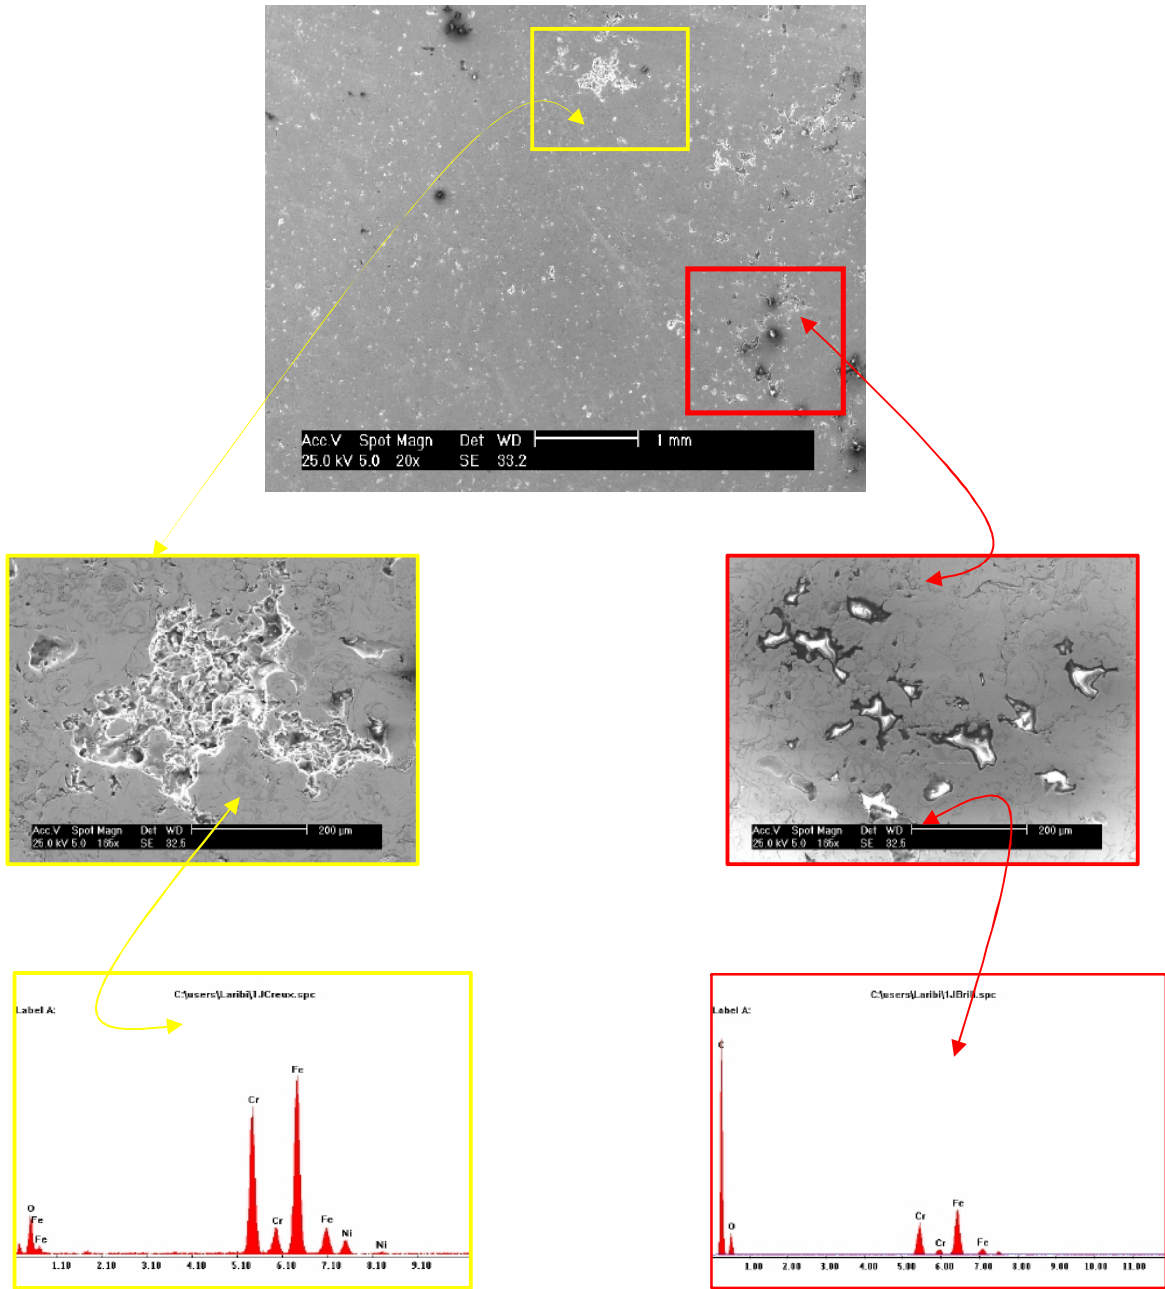 Acc.V Spot Magn Det WD 1 mm
25.0 kV 5.0 20x SE 33.2
Acc.V Spot Magn Det WD 200 µm
25.0 kV 5.0 165x SE 32.5
Acc.V Spot Magn Det WD 200 µm
25.0 kV 5.0 165x SE 32.5
C:\users\Laribi\1JCreux.spc
Label A:
Fe
Cr
O
Fe
Fe
Cr
Fe
Ni
Ni
1.10 2.10 3.10 4.10 5.10 6.10 7.10 8.10 9.10
C:\users\Laribi\1JBrill.spc
Label A:
C
Fe
Cr
O
Cr
Fe
1.00 2.00 3.00 4.00 5.00 6.00 7.00 8.00 9.00 10.00 11.00